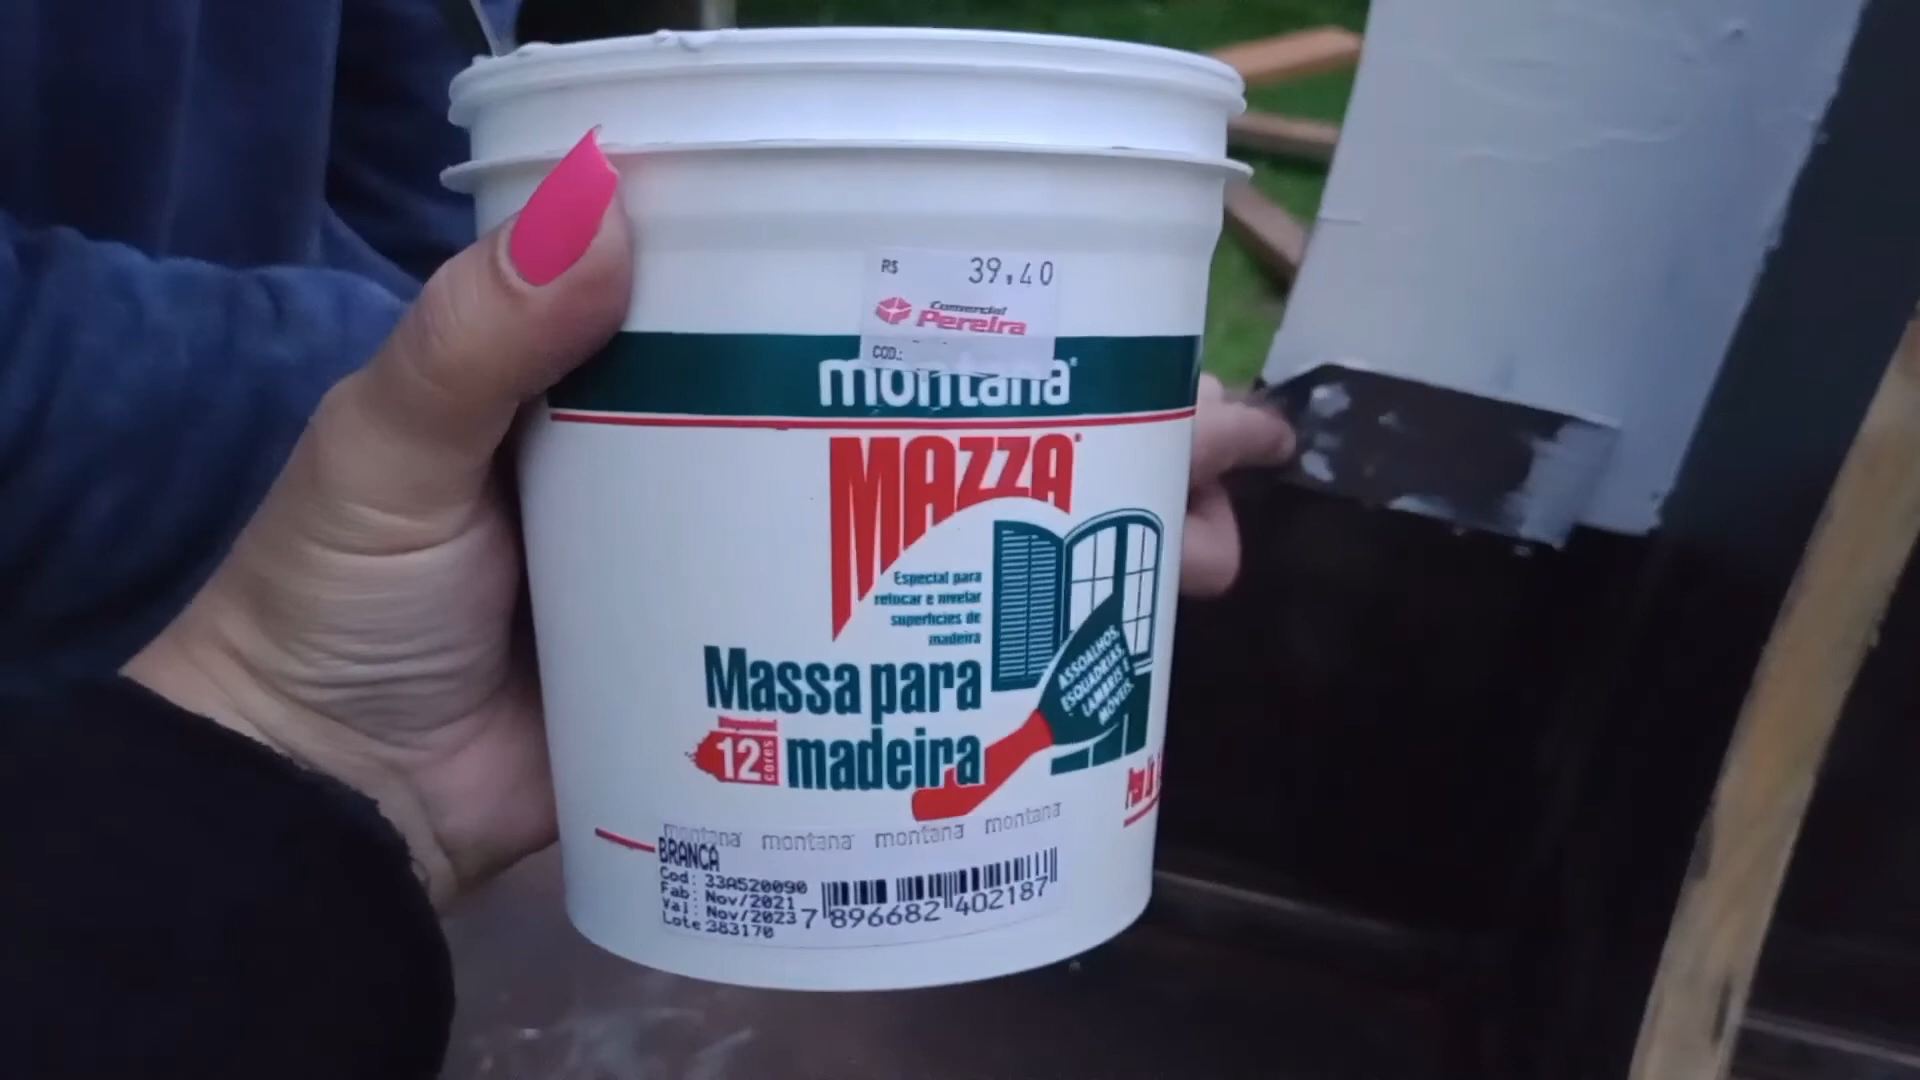 R$ 39,40
Comercial
Pereira
COD.:
montana®
MAZZA®
Especial para
retocar e nivelar
superfícies de
madeira
ASSOALHOS,
ESQUADRIAS,
LAMBRIS E
MÓVEIS.
Massa para
madeira
12 cores
montana montana montana montana
BRANCA
Cod: 33A520090
Fab: Nov/2021
Val: Nov/2023
Lote 383170
7 896682 402187